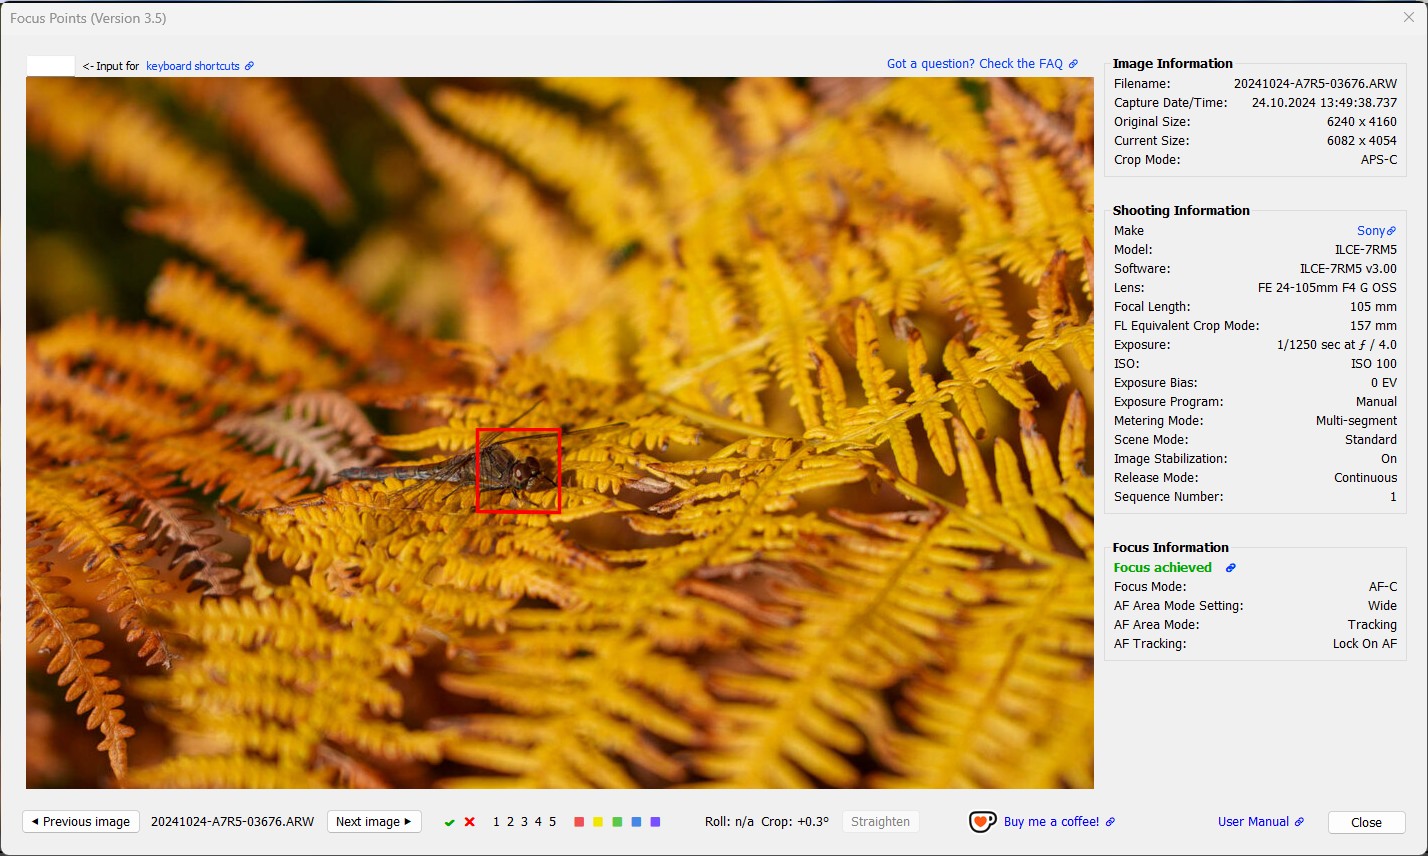 Focus Points (Version 3.5)
<- Input for keyboard shortcuts
Got a question? Check the FAQ
Image Information
Filename: 20241024-A7R5-03676.ARW
Capture Date/Time: 24.10.2024 13:49:38.737
Original Size: 6240 x 4160
Current Size: 6082 x 4054
Crop Mode: APS-C
Shooting Information
Make Sony
Model: ILCE-7RM5
Software: ILCE-7RM5 v3.00
Lens: FE 24-105mm F4 G OSS
Focal Length: 105 mm
FL Equivalent Crop Mode: 157 mm
Exposure: 1/1250 sec at ƒ / 4.0
ISO: ISO 100
Exposure Bias: 0 EV
Exposure Program: Manual
Metering Mode: Multi-segment
Scene Mode: Standard
Image Stabilization: On
Release Mode: Continuous
Sequence Number: 1
Focus Information
Focus achieved
Focus Mode: AF-C
AF Area Mode Setting: Wide
AF Area Mode: Tracking
AF Tracking: Lock On AF
Previous image 20241024-A7R5-03676.ARW Next image 1 2 3 4 5 Roll: n/a Crop: +0.3° Straighten Buy me a coffee! User Manual Close